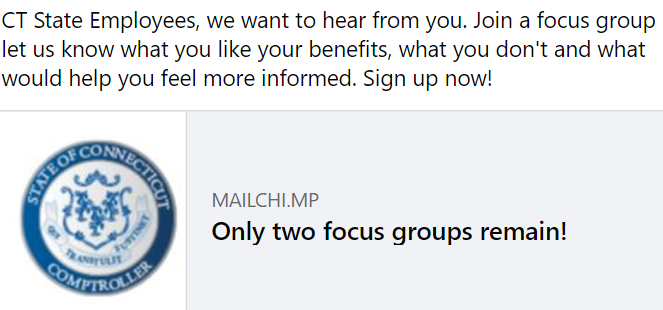 CT State Employees, we want to hear from you. Join a focus group
let us know what you like your benefits, what you don't and what
would help you feel more informed. Sign up now!
STATE OF CONNECTICUT
QUI TRANSTULIT SUSTINET
COMPTROLLER
MAILCHI.MP
Only two focus groups remain!